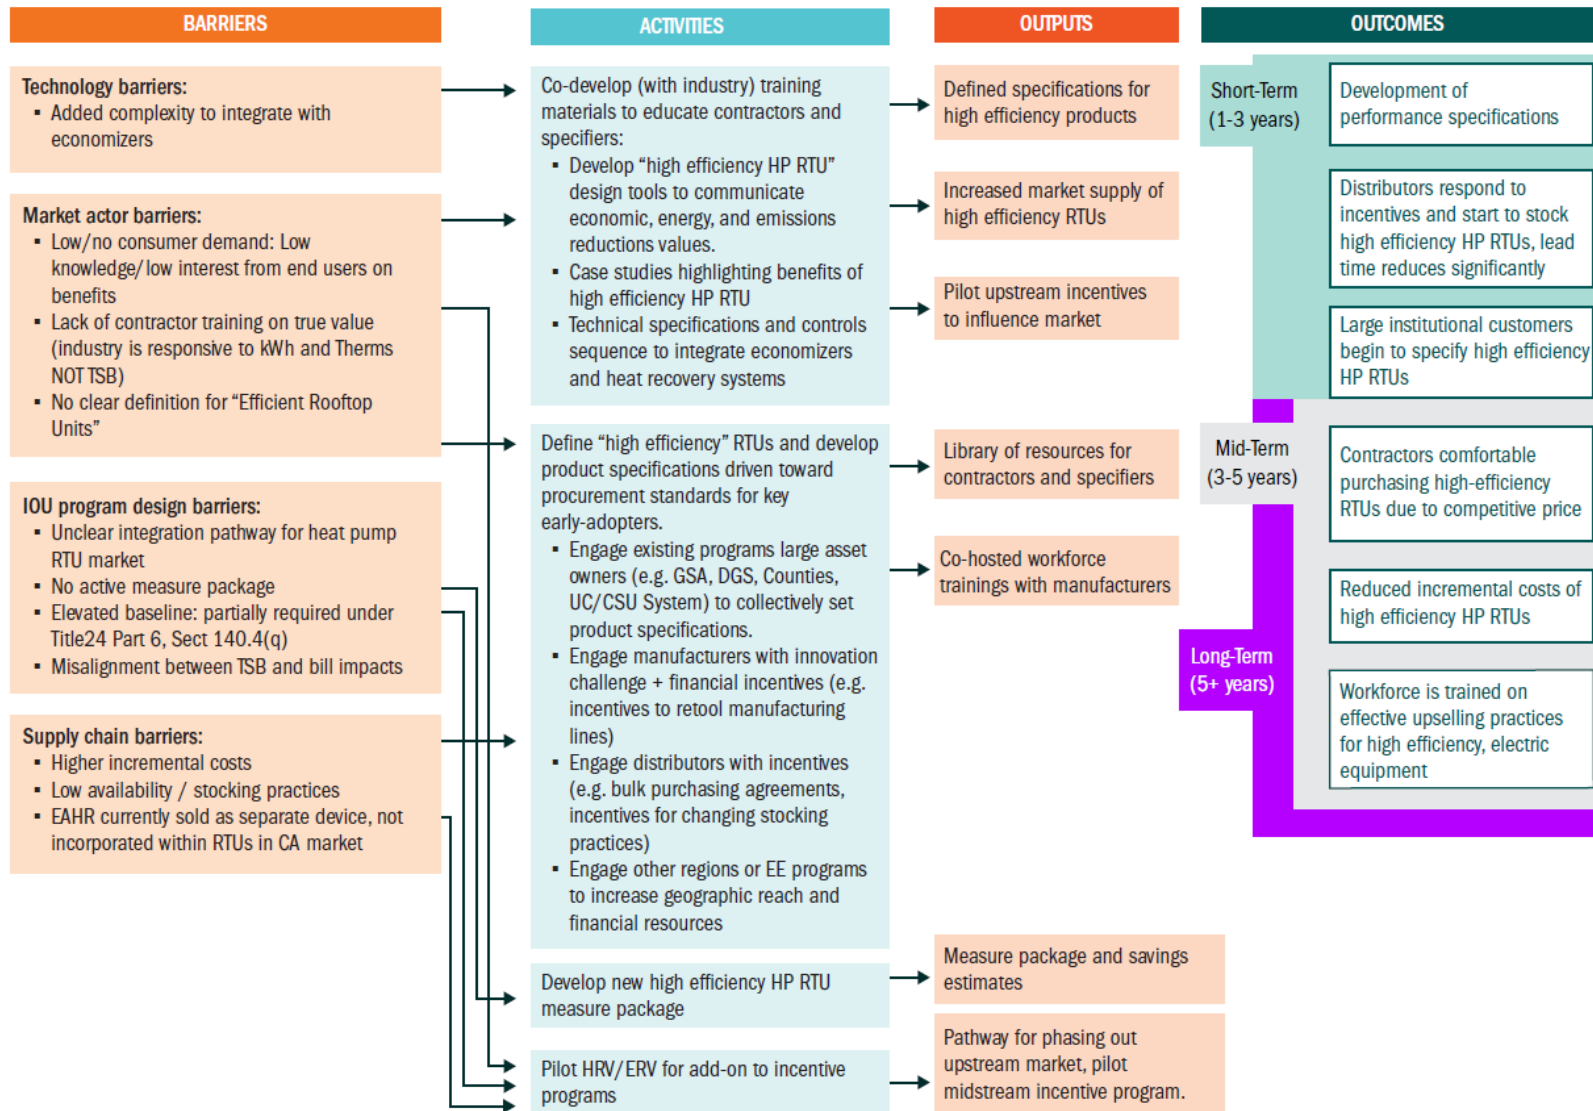 BARRIERS
Technology barriers:
▪ Added complexity to integrate with
economizers
Market actor barriers:
▪ Low/no consumer demand: Low
knowledge/low interest from end users on
benefits
▪ Lack of contractor training on true value
(industry is responsive to kWh and Therms
NOT TSB)
▪ No clear definition for “Efficient Rooftop
Units”
IOU program design barriers:
▪ Unclear integration pathway for heat pump
RTU market
▪ No active measure package
▪ Elevated baseline: partially required under
Title24 Part 6, Sect 140.4(q)
▪ Misalignment between TSB and bill impacts
Supply chain barriers:
▪ Higher incremental costs
▪ Low availability / stocking practices
▪ EAHR currently sold as separate device, not
incorporated within RTUs in CA market
ACTIVITIES
Co-develop (with industry) training
materials to educate contractors and
specifiers:
▪ Develop “high efficiency HP RTU”
design tools to communicate
economic, energy, and emissions
reductions values.
▪ Case studies highlighting benefits of
high efficiency HP RTU
▪ Technical specifications and controls
sequence to integrate economizers
and heat recovery systems
Define “high efficiency” RTUs and develop
product specifications driven toward
procurement standards for key
early-adopters.
▪ Engage existing programs large asset
owners (e.g. GSA, DGS, Counties,
UC/CSU System) to collectively set
product specifications.
▪ Engage manufacturers with innovation
challenge + financial incentives (e.g.
incentives to retool manufacturing
lines)
▪ Engage distributors with incentives
(e.g. bulk purchasing agreements,
incentives for changing stocking
practices)
▪ Engage other regions or EE programs
to increase geographic reach and
financial resources
Develop new high efficiency HP RTU
measure package
Pilot HRV/ERV for add-on to incentive
programs
OUTPUTS
Defined specifications for
high efficiency products
Increased market supply of
high efficiency RTUs
Pilot upstream incentives
to influence market
Library of resources for
contractors and specifiers
Co-hosted workforce
trainings with manufacturers
Measure package and savings
estimates
Pathway for phasing out
upstream market, pilot
midstream incentive program.
OUTCOMES
Short-Term
(1-3 years)
Development of
performance specifications
Distributors respond to
incentives and start to stock
high efficiency HP RTUs, lead
time reduces significantly
Large institutional customers
begin to specify high efficiency
HP RTUs
Mid-Term
(3-5 years)
Contractors comfortable
purchasing high-efficiency
RTUs due to competitive price
Reduced incremental costs of
high efficiency HP RTUs
Long-Term
(5+ years)
Workforce is trained on
effective upselling practices
for high efficiency, electric
equipment